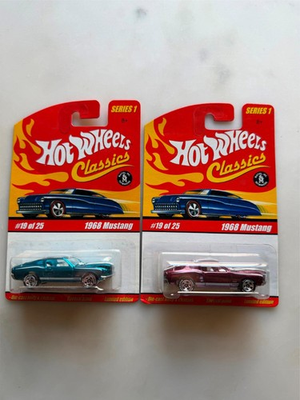 SERIES 1
Hot Wheels
Classics
#19 of 25
1968 Mustang
SERIES 1
Hot Wheels
Classics
#19 of 25
1968 Mustang